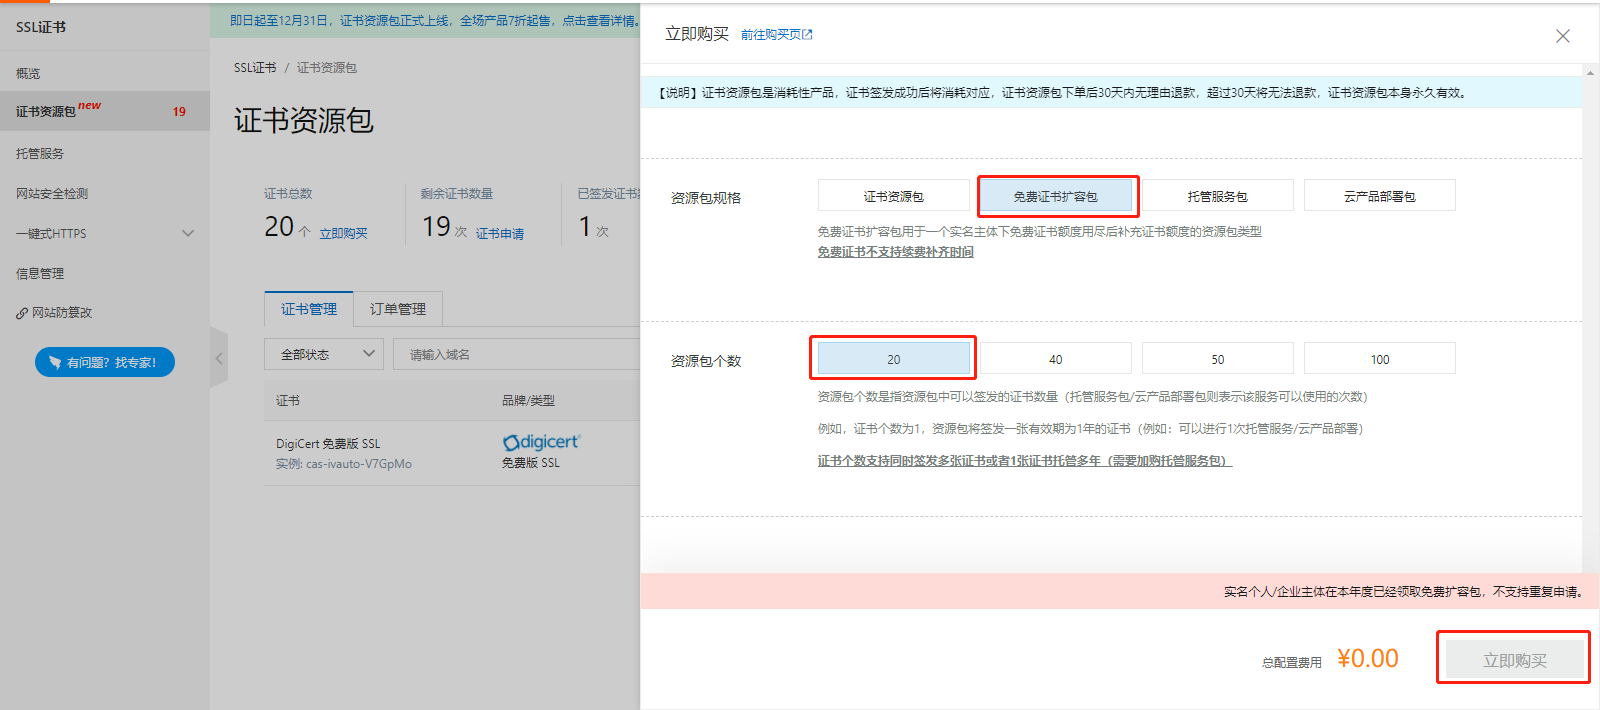 SSL证书
概览
证书资源包 new 19
托管服务
网站安全检测
一键式HTTPS
信息管理
网站防篡改
有问题? 找专家!
即日起至12月31日，证书资源包正式上线，全场产品7折起售，点击查看详情。
SSL证书 / 证书资源包
证书资源包
证书总数
20 个 立即购买
剩余证书数量
19 次 证书申请
已签发证书
1 次
证书管理 订单管理
全部状态 请输入域名
证书 品牌/类型
DigiCert 免费版 SSL
实例: cas-ivauto-V7GpMo
digicert
免费版 SSL
立即购买 前往购买页
【说明】证书资源包是消耗性产品，证书签发成功后将消耗对应，证书资源包下单后30天内无理由退款，超过30天将无法退款，证书资源包本身永久有效。
资源包规格 证书资源包 免费证书扩容包 托管服务包 云产品部署包
免费证书扩容包用于一个实名主体下免费证书额度用尽后补充证书额度的资源包类型
免费证书不支持续费补齐时间
资源包个数 20 40 50 100
资源包个数是指资源包中可以签发的证书数量（托管服务包/云产品部署包则表示该服务可以使用的次数）
例如，证书个数为1，资源包将签发一张有效期为1年的证书（例如：可以进行1次托管服务/云产品部署）
证书个数支持同时签发多张证书或者1张证书托管多年（需要加购托管服务包）
实名个人/企业主体在本年度已经领取免费扩容包，不支持重复申请。
总配置费用 ¥0.00 立即购买